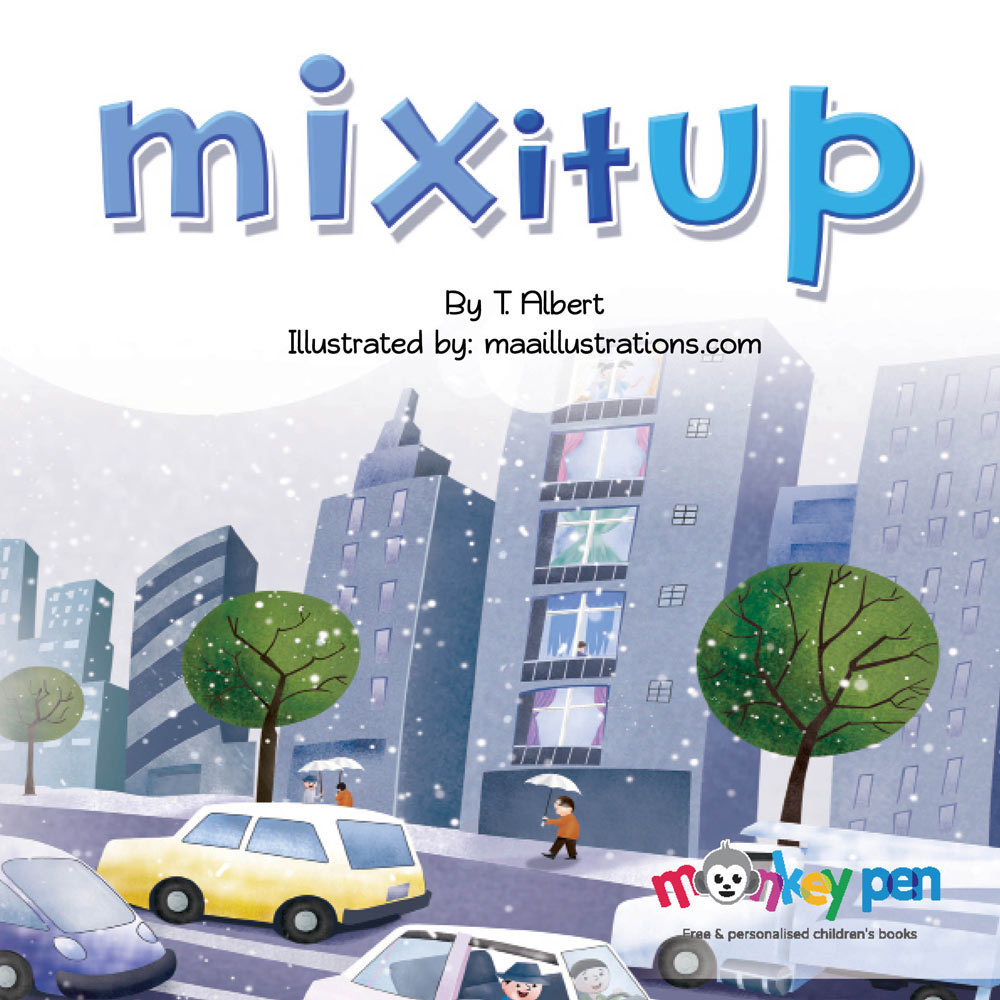 mixitup
By T. Albert
Illustrated by: maaillustrations.com
monkey pen
Free & personalised children's books